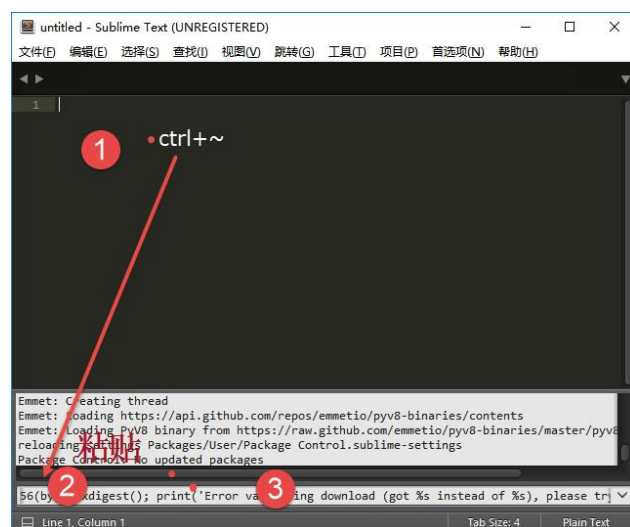 untitled - Sublime Text (UNREGISTERED)
文件(F) 编辑(E) 选择(S) 查找(I) 视图(V) 跳转(G) 工具(T) 项目(P) 首选项(N) 帮助(H)
1
1 ctrl+~
Emmet: Creating thread
Emmet: Loading https://api.github.com/repos/emmetio/pyv8-binaries/contents
Emmet: Loading PyV8 binary from https://raw.github.com/emmetio/pyv8-binaries/master/pyv8
reloading settings Packages/User/Package Control.sublime-settings
粘贴
Package Control: No updated packages
2 3
56(by xdigest(); print('Error va ing download (got %s instead of %s), please try
Line 1, Column 1 Tab Size: 4 Plain Text